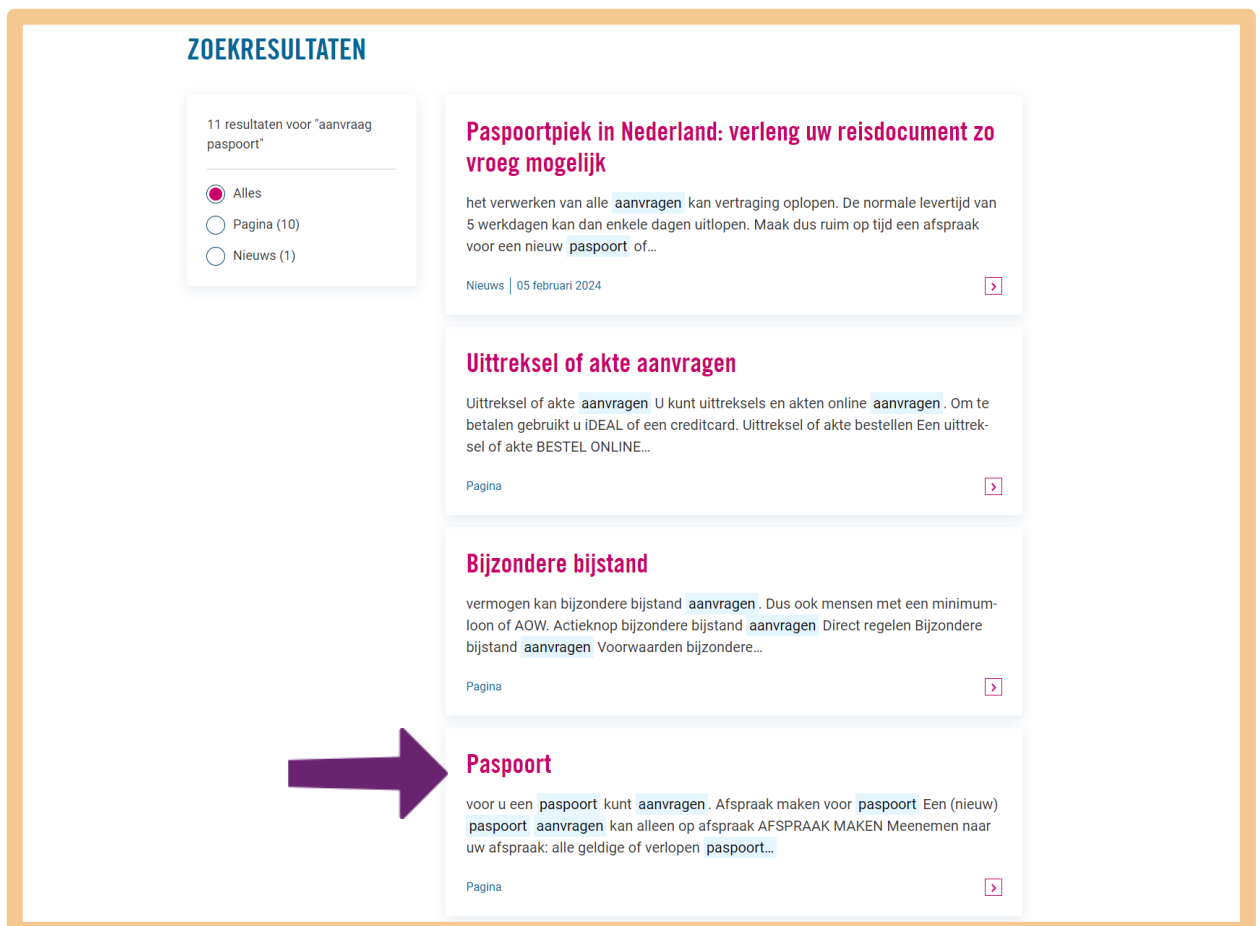 ZOEKRESULTATEN
11 resultaten voor "aanvraag
paspoort"
Alles
Pagina (10)
Nieuws (1)
Paspoortpiek in Nederland: verleng uw reisdocument zo
vroeg mogelijk
het verwerken van alle aanvragen kan vertraging oplopen. De normale levertijd van
5 werkdagen kan dan enkele dagen uitlopen. Maak dus ruim op tijd een afspraak
voor een nieuw paspoort of...
Nieuws | 05 februari 2024
Uittreksel of akte aanvragen
Uittreksel of akte aanvragen U kunt uittreksels en akten online aanvragen. Om te
betalen gebruikt u iDEAL of een creditcard. Uittreksel of akte bestellen Een uittrek-
sel of akte BESTEL ONLINE...
Pagina
Bijzondere bijstand
vermogen kan bijzondere bijstand aanvragen. Dus ook mensen met een minimum-
loon of AOW. Actieknop bijzondere bijstand aanvragen Direct regelen Bijzondere
bijstand aanvragen Voorwaarden bijzondere...
Pagina
Paspoort
voor u een paspoort kunt aanvragen. Afspraak maken voor paspoort Een (nieuw)
paspoort aanvragen kan alleen op afspraak AFSPRAAK MAKEN Meenemen naar
uw afspraak: alle geldige of verlopen paspoort...
Pagina